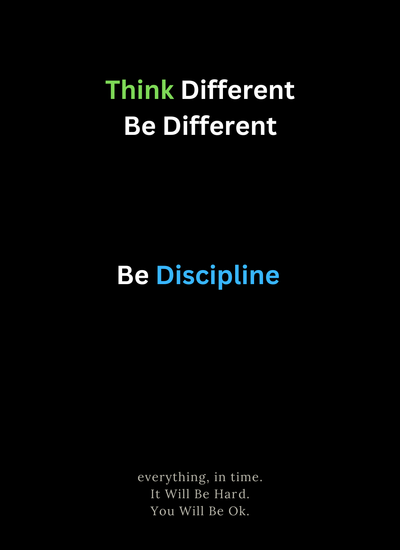 Think Different
Be Different
Be Discipline
everything, in time.
It Will Be Hard.
You Will Be Ok.